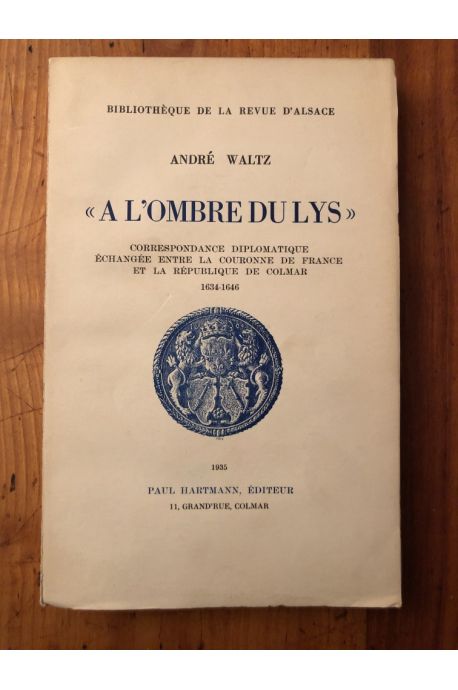 BIBLIOTHÈQUE DE LA REVUE D'ALSACE
ANDRÉ WALTZ
« A L'OMBRE DU LYS »
CORRESPONDANCE DIPLOMATIQUE
ÉCHANGÉE ENTRE LA COURONNE DE FRANCE
ET LA RÉPUBLIQUE DE COLMAR
1634-1646
1935
PAUL HARTMANN, ÉDITEUR
11, GRAND'RUE, COLMAR